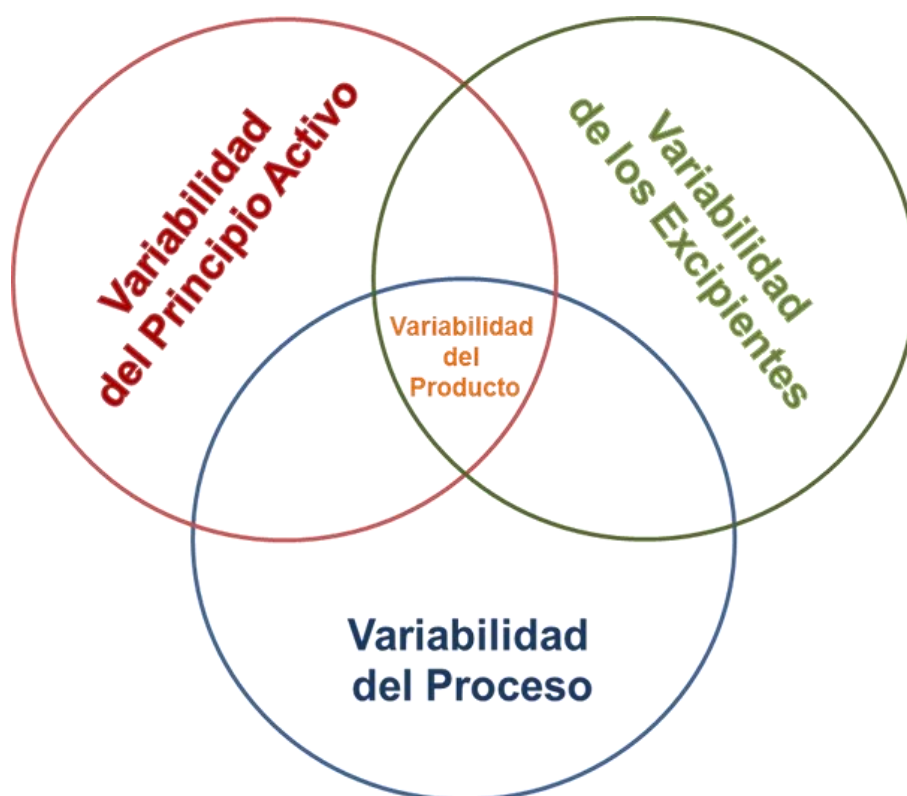 Variabilidad
del Principio Activo
Variabilidad
de los Excipientes
Variabilidad
del
Producto
Variabilidad
del Proceso